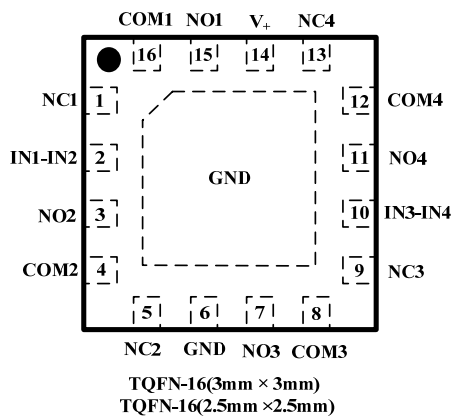 COM1 NO1 V+ NC4
16 15 14 13
NC1 1 12 COM4
IN1-IN2 2 11 NO4
GND
NO2 3 10 IN3-IN4
COM2 4 9 NC3
5 6 7 8
NC2 GND NO3 COM3
TQFN-16(3mm × 3mm)
TQFN-16(2.5mm ×2.5mm)